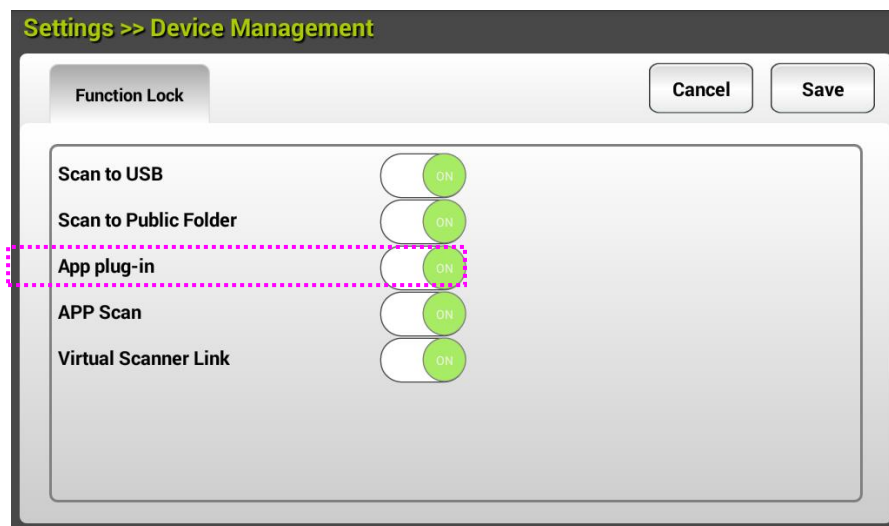 Settings >> Device Management
Function Lock
Cancel
Save
Scan to USB
ON
Scan to Public Folder
ON
App plug-in
ON
APP Scan
ON
Virtual Scanner Link
ON